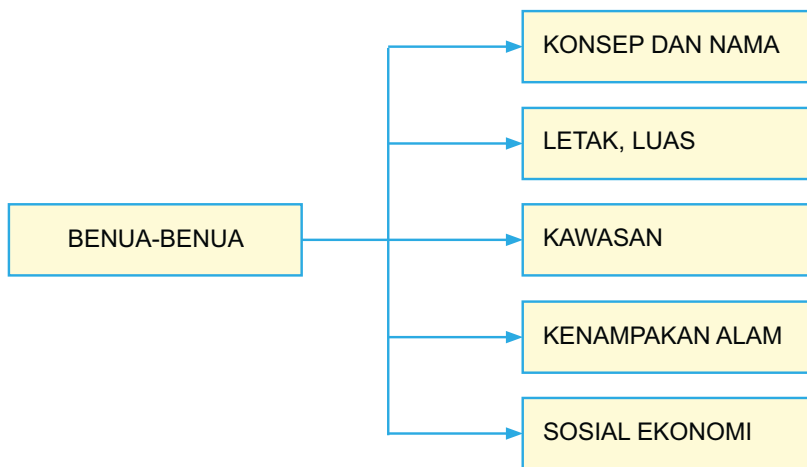 KONSEP DAN NAMA
LETAK, LUAS
BENUA-BENUA
KAWASAN
KENAMPAKAN ALAM
SOSIAL EKONOMI